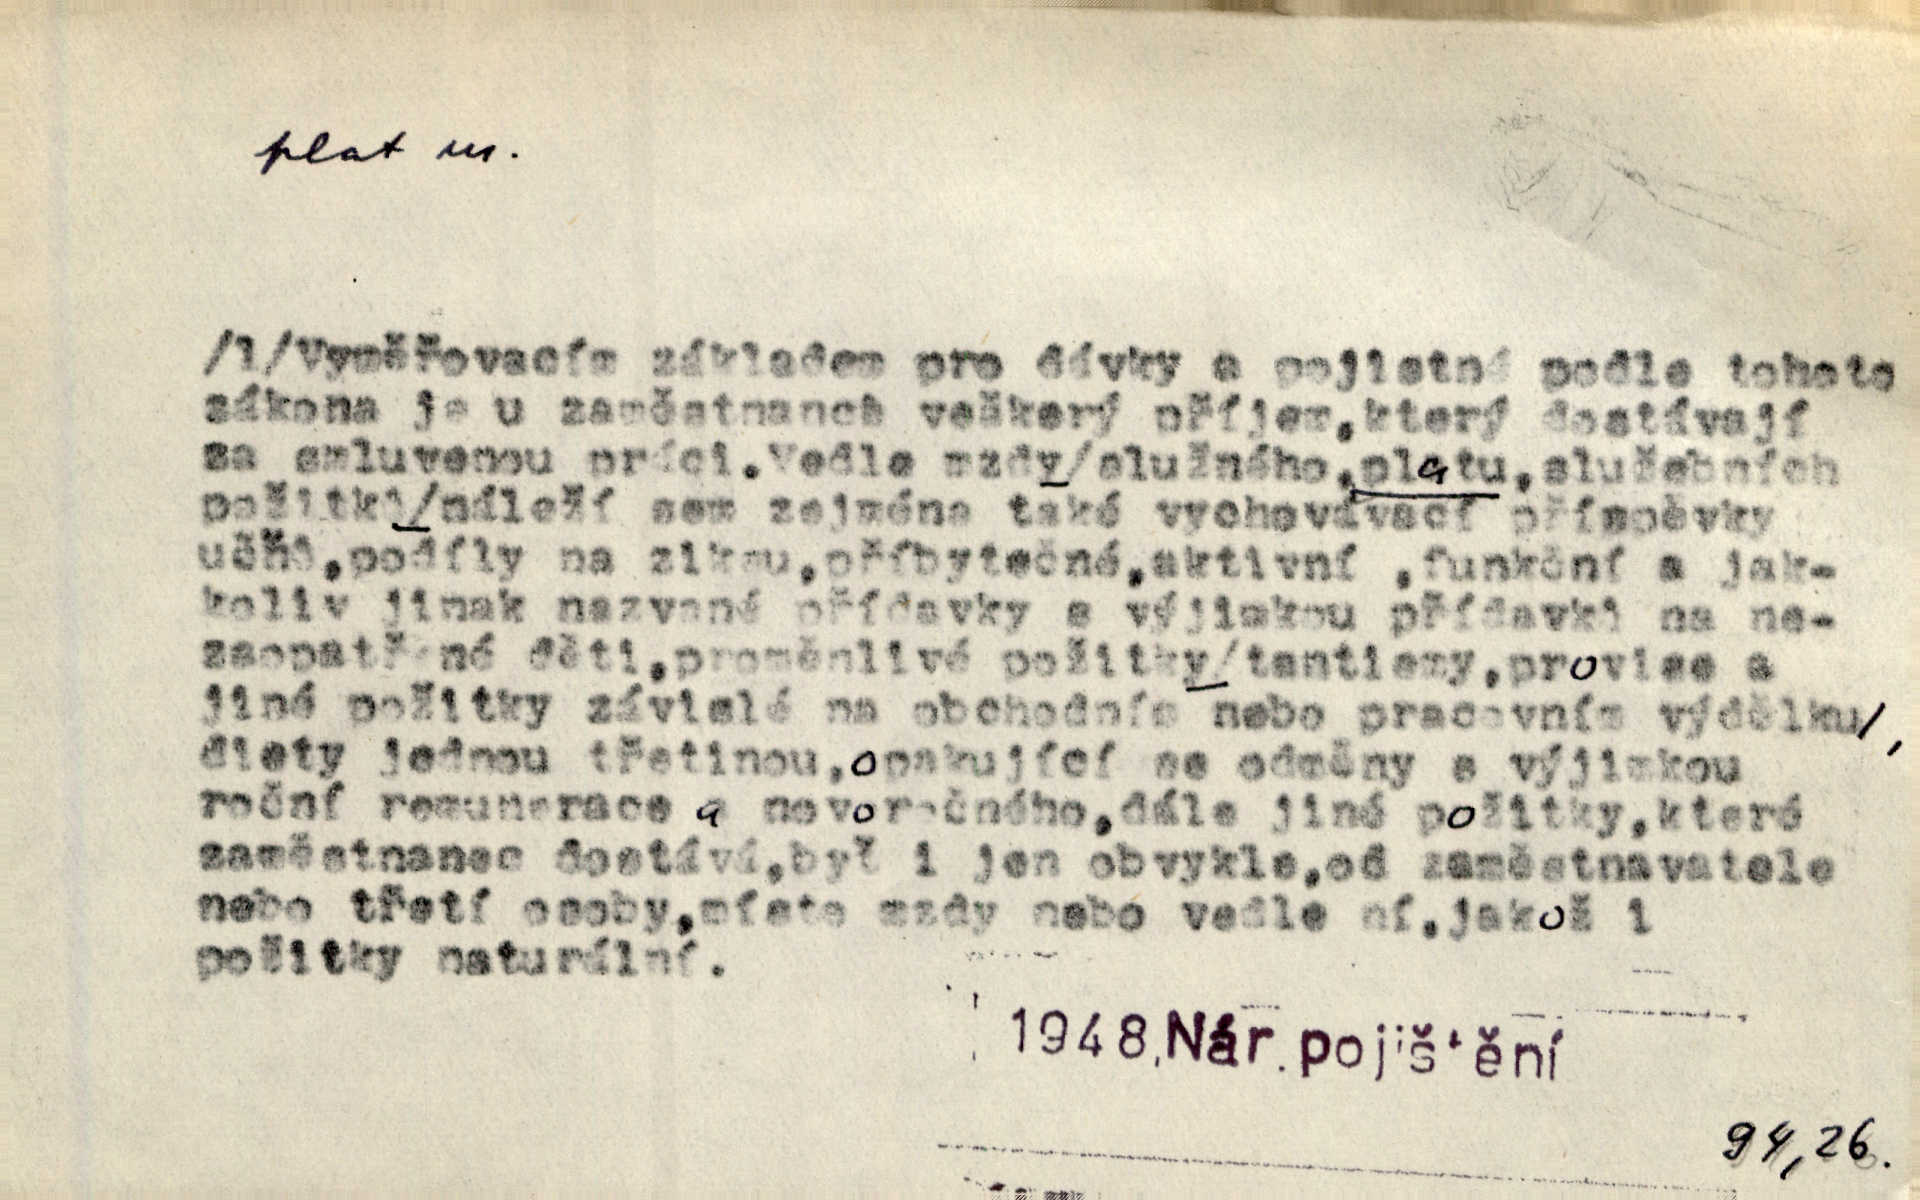 plat m.
/1/Vyměřovacím základem pro dávky a pojistné podle tohoto
zákona je u zaměstnanců veškerý příjem,který dostávají
za smluvenou práci.Vedle mzdy/služného,platu,služebních
požitků/náleží sem zejména také vychovávací příspěvky
učňů,podíly na zisku,příbytečné,aktivní ,funkční a jak-
koliv jinak nazvané přídavky s výjimkou přídavků na ne-
zaopatřené děti,proměnlivé požitky/tantiemy,provise a
jiné požitky závislé na obchodním nebo pracovním výdělku/,
diety jednou třetinou,opakující se odměny s výjimkou
roční remunerace a novoročného,dále jiné požitky,které
zaměstnanec dostává,byť i jen obvykle,od zaměstnavatele
nebo třetí osoby,místo mzdy nebo vedle ní,jakož i
požitky naturální.
1948,Nár.pojištění
94,26.